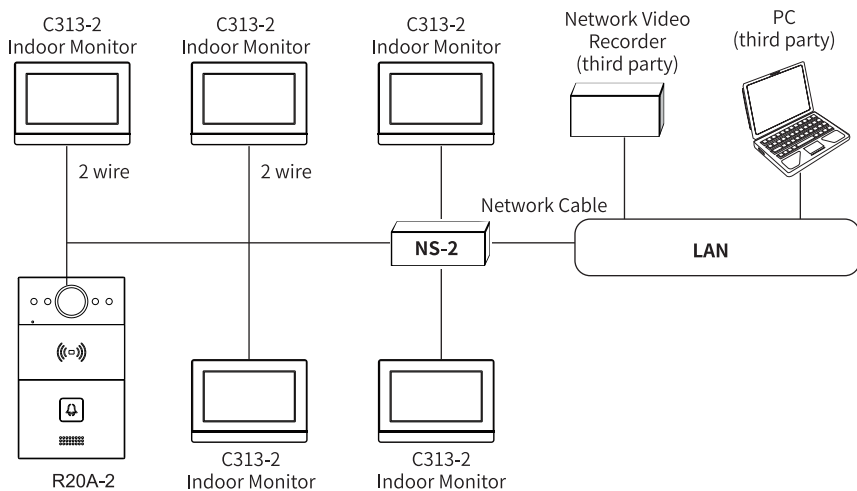 C313-2
Indoor Monitor
C313-2
Indoor Monitor
C313-2
Indoor Monitor
Network Video
Recorder
(third party)
PC
(third party)
2 wire
2 wire
Network Cable
NS-2
LAN
R20A-2
C313-2
Indoor Monitor
C313-2
Indoor Monitor